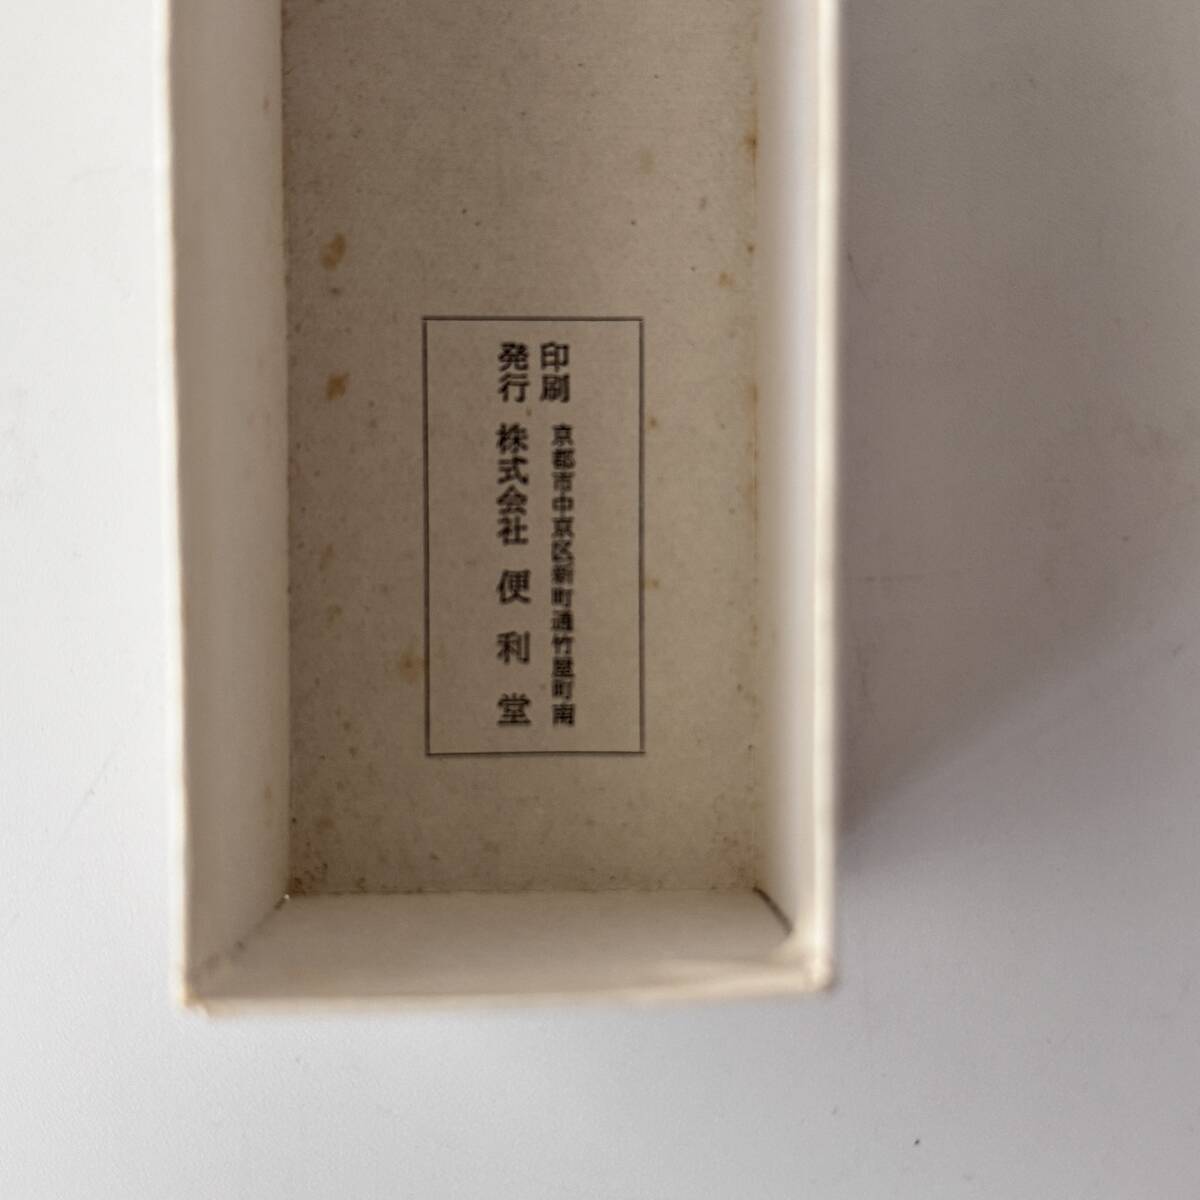 印刷
発行
京都市中京区新町通竹屋町南
株式会社 便利堂